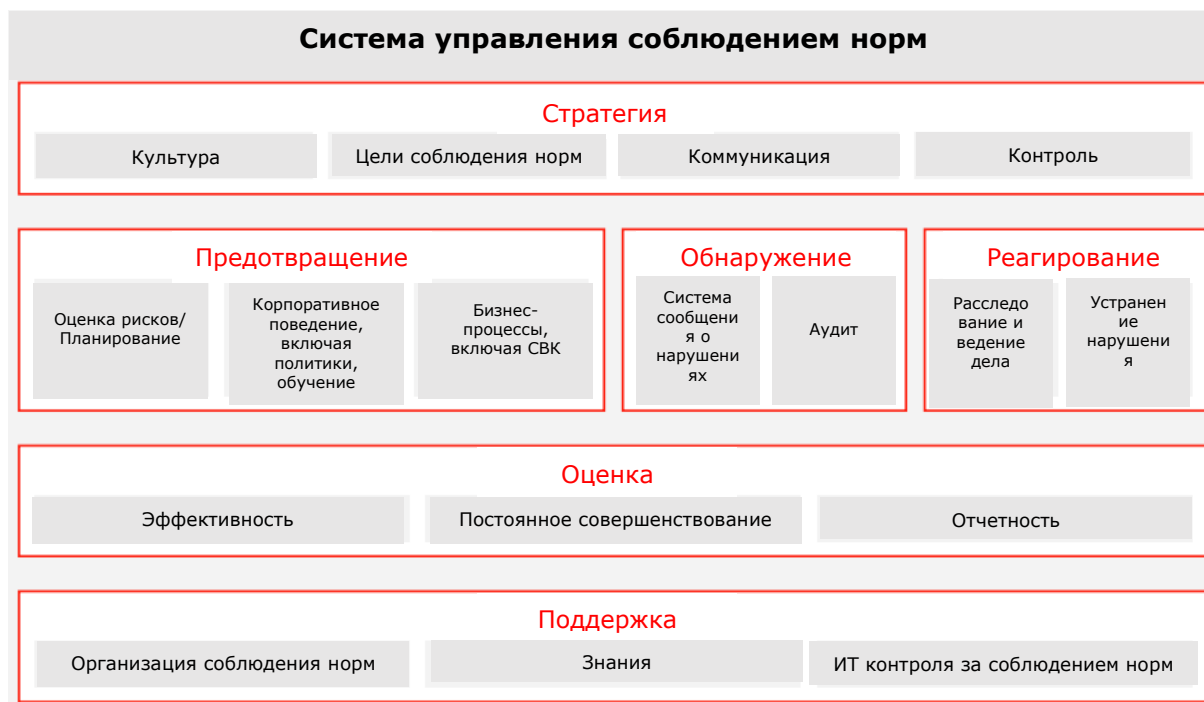 Система управления соблюдением норм
Стратегия
Культура
Цели соблюдения норм
Коммуникация
Контроль
Предотвращение
Оценка рисков/
Планирование
Корпоративное
поведение,
включая
политики,
обучение
Бизнес-
процессы,
включая СВК
Обнаружение
Система
сообщени
я о
нарушени
ях
Аудит
Реагирование
Расследо
вание и
ведение
дела
Устранен
ие
нарушени
я
Оценка
Эффективность
Постоянное совершенствование
Отчетность
Поддержка
Организация соблюдения норм
Знания
ИТ контроля за соблюдением норм